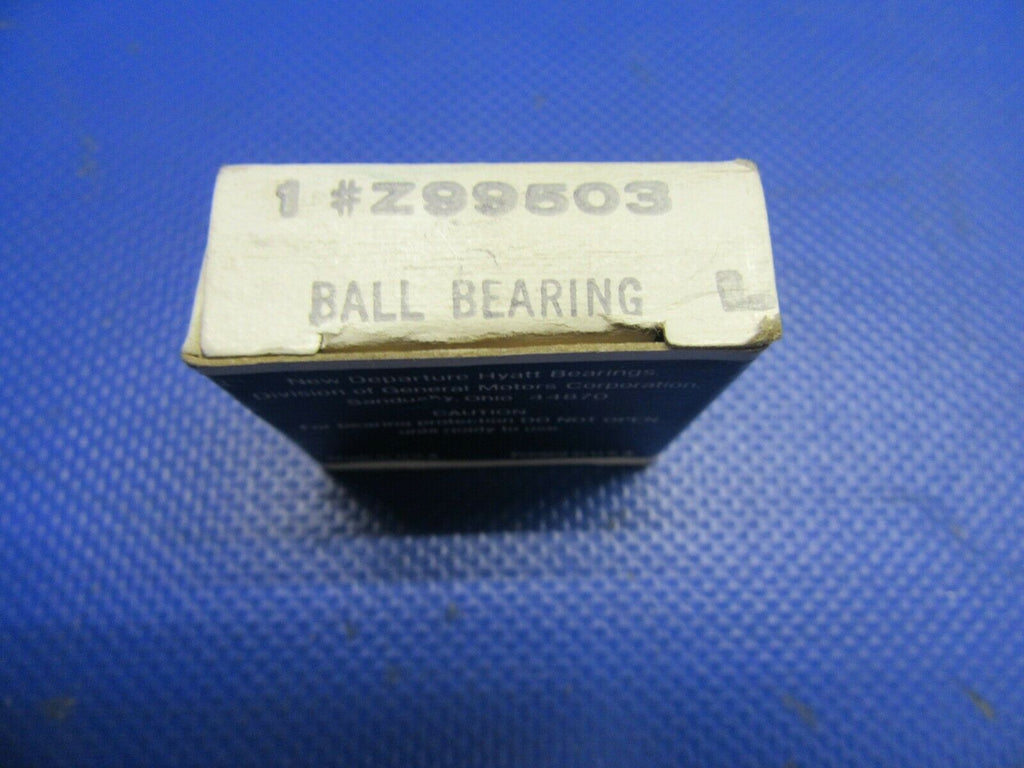 1 #Z99503
BALL BEARING
New Departure Hyatt Bearings,
Division of General Motors Corporation,
Sandusky, Ohio 44870
CAUTION
For bearing protection DO NOT OPEN
until ready to use